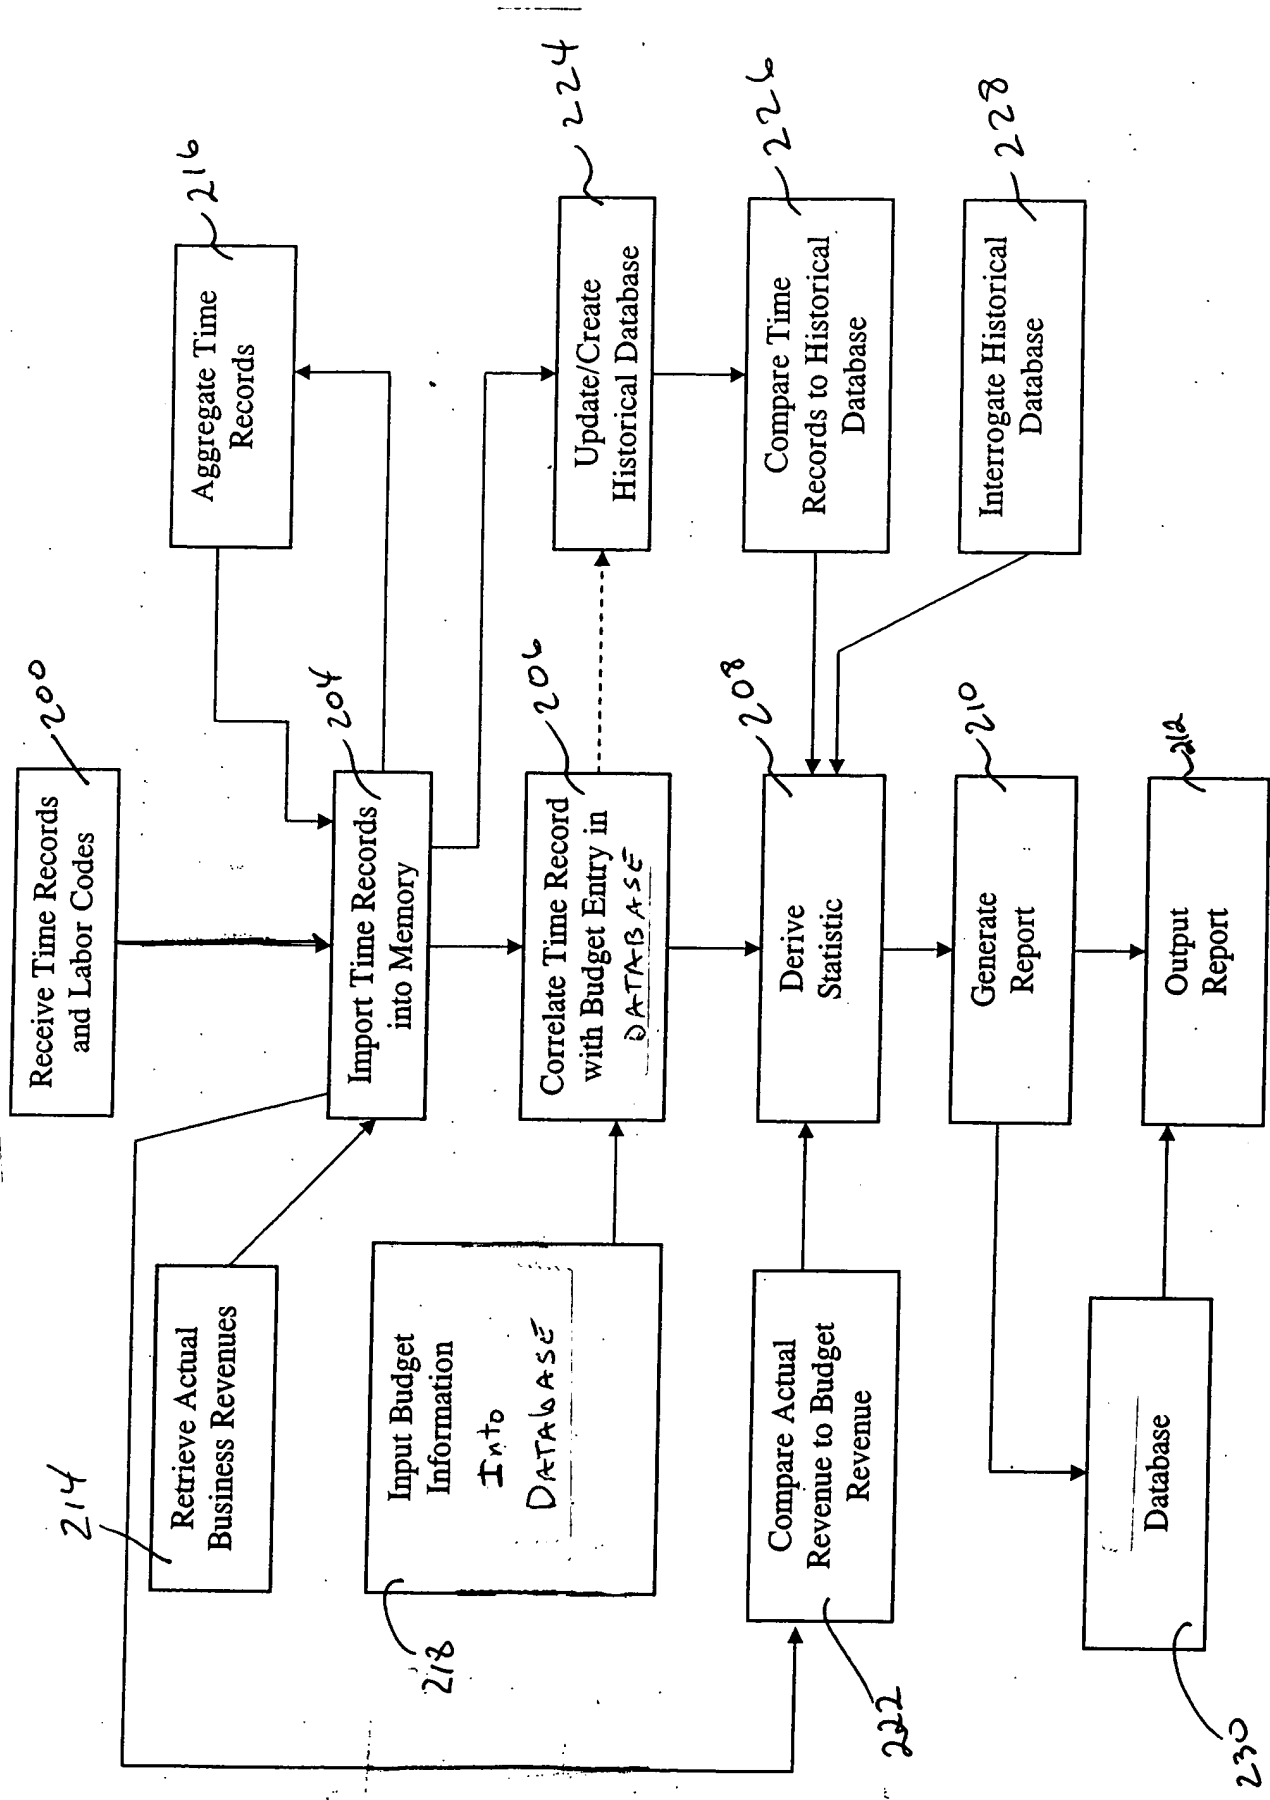 200
Receive Time Records
and Labor Codes
214
Retrieve Actual
Business Revenues
204
Import Time Records
into Memory
216
Aggregate Time
Records
218
Input Budget
Information
Into
DATABASE
206
Correlate Time Record
with Budget Entry in
DATABASE
224
Update/Create
Historical Database
222
Compare Actual
Revenue to Budget
Revenue
208
Derive
Statistic
226
Compare Time
Records to Historical
Database
210
Generate
Report
228
Interrogate Historical
Database
230
Database
212
Output
Report